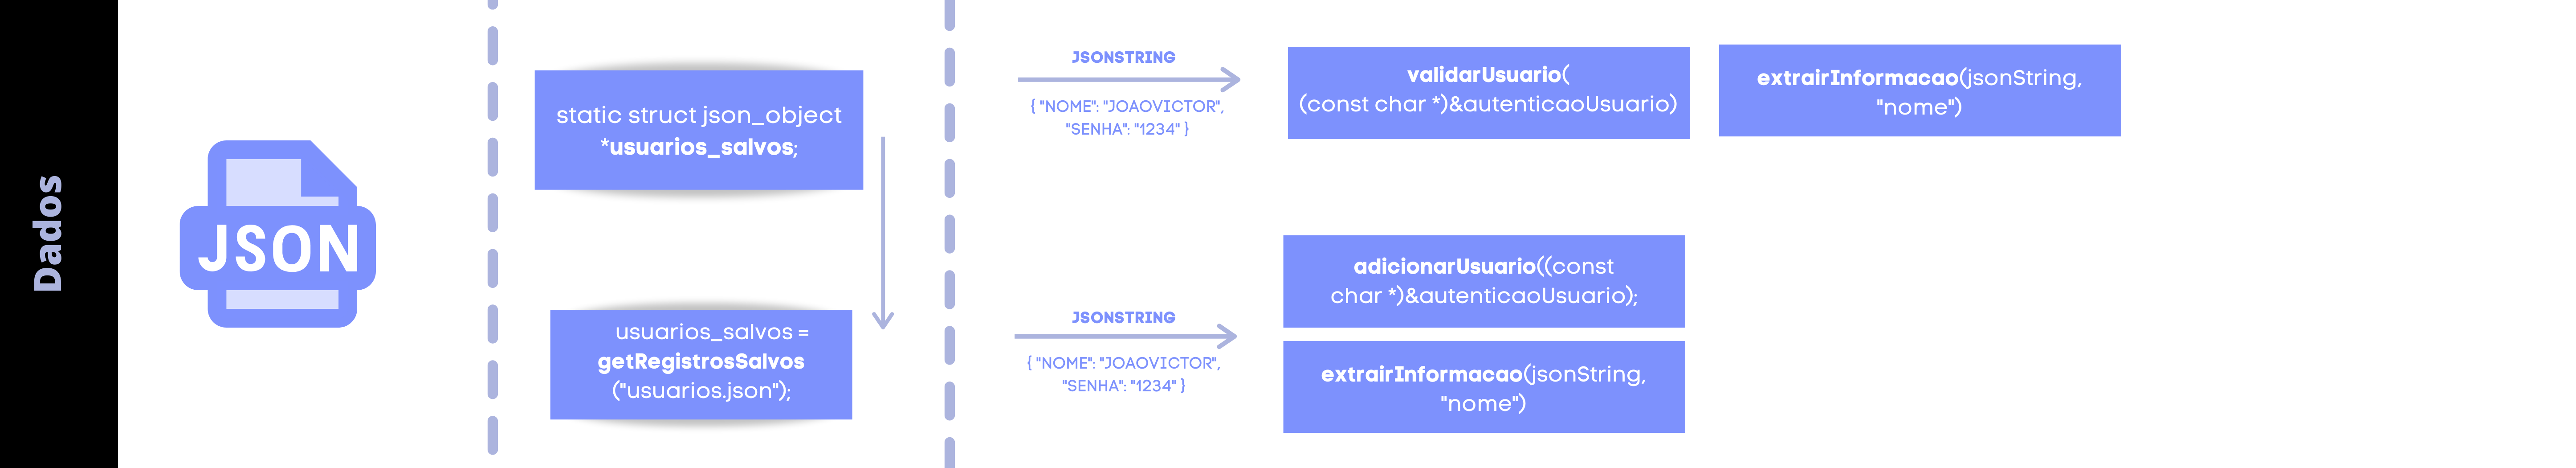 Dados
JSON
static struct json_object
*usuarios_salvos;
usuarios_salvos =
getRegistrosSalvos
("usuarios.json");
JSONSTRING
{ "NOME": "JOAOVICTOR",
"SENHA": "1234" }
validarUsuario(
(const char *)&autenticaoUsuario)
extrairInformacao(jsonString,
"nome")
JSONSTRING
{ "NOME": "JOAOVICTOR",
"SENHA": "1234" }
adicionarUsuario((const
char *)&autenticaoUsuario);
extrairInformacao(jsonString,
"nome")